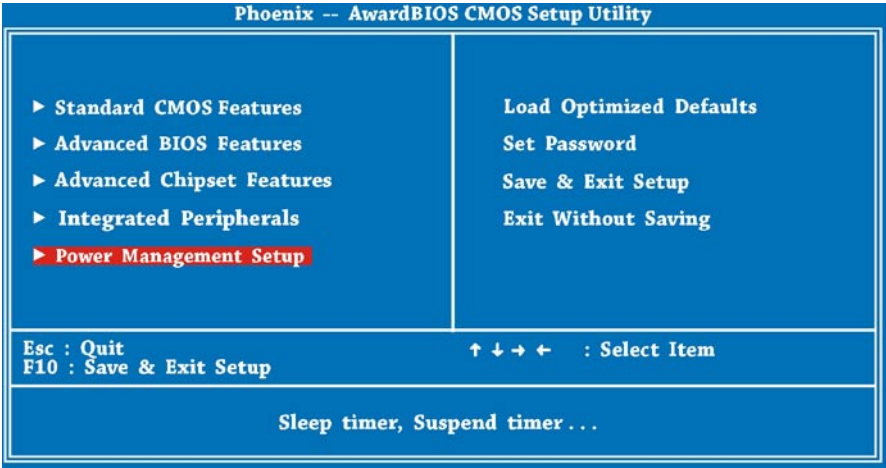 Phoenix -- AwardBIOS CMOS Setup Utility
▶ Standard CMOS Features
▶ Advanced BIOS Features
▶ Advanced Chipset Features
▶ Integrated Peripherals
▶ Power Management Setup
Load Optimized Defaults
Set Password
Save & Exit Setup
Exit Without Saving
Esc : Quit
F10 : Save & Exit Setup
↑ ↓ → ← : Select Item
Sleep timer, Suspend timer...